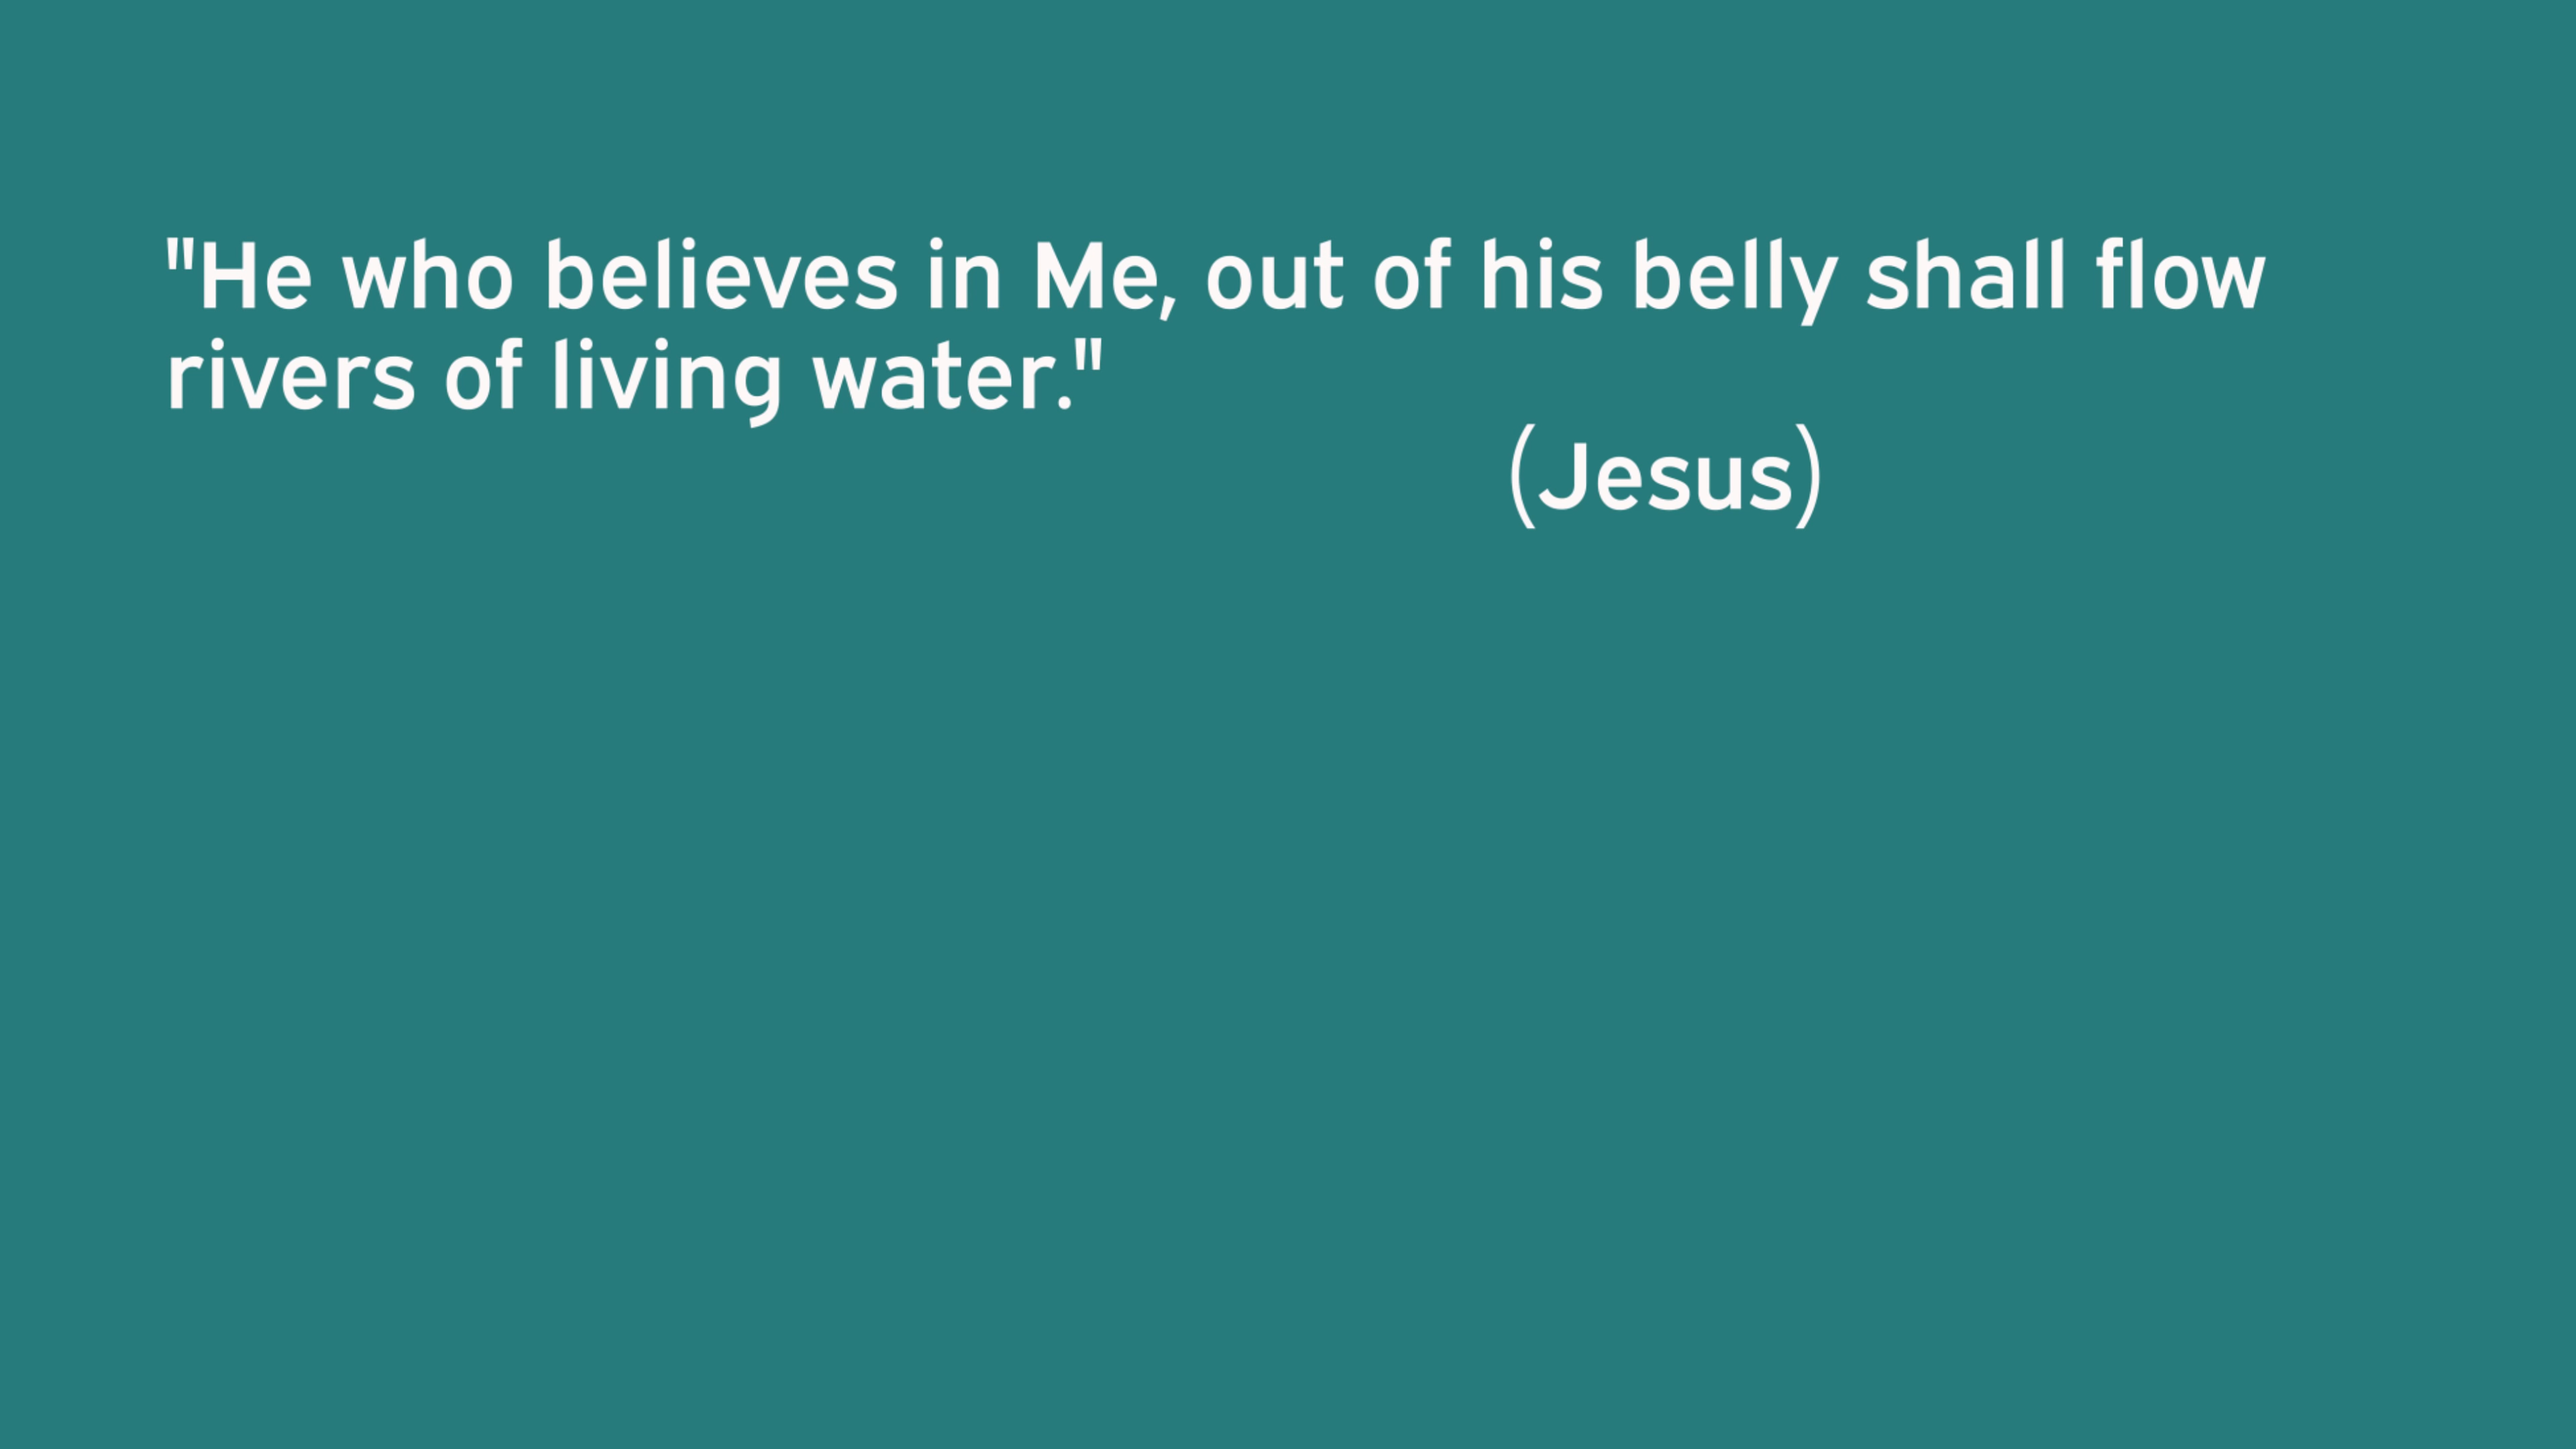 "He who believes in Me, out of his belly shall flow
rivers of living water."
(Jesus)